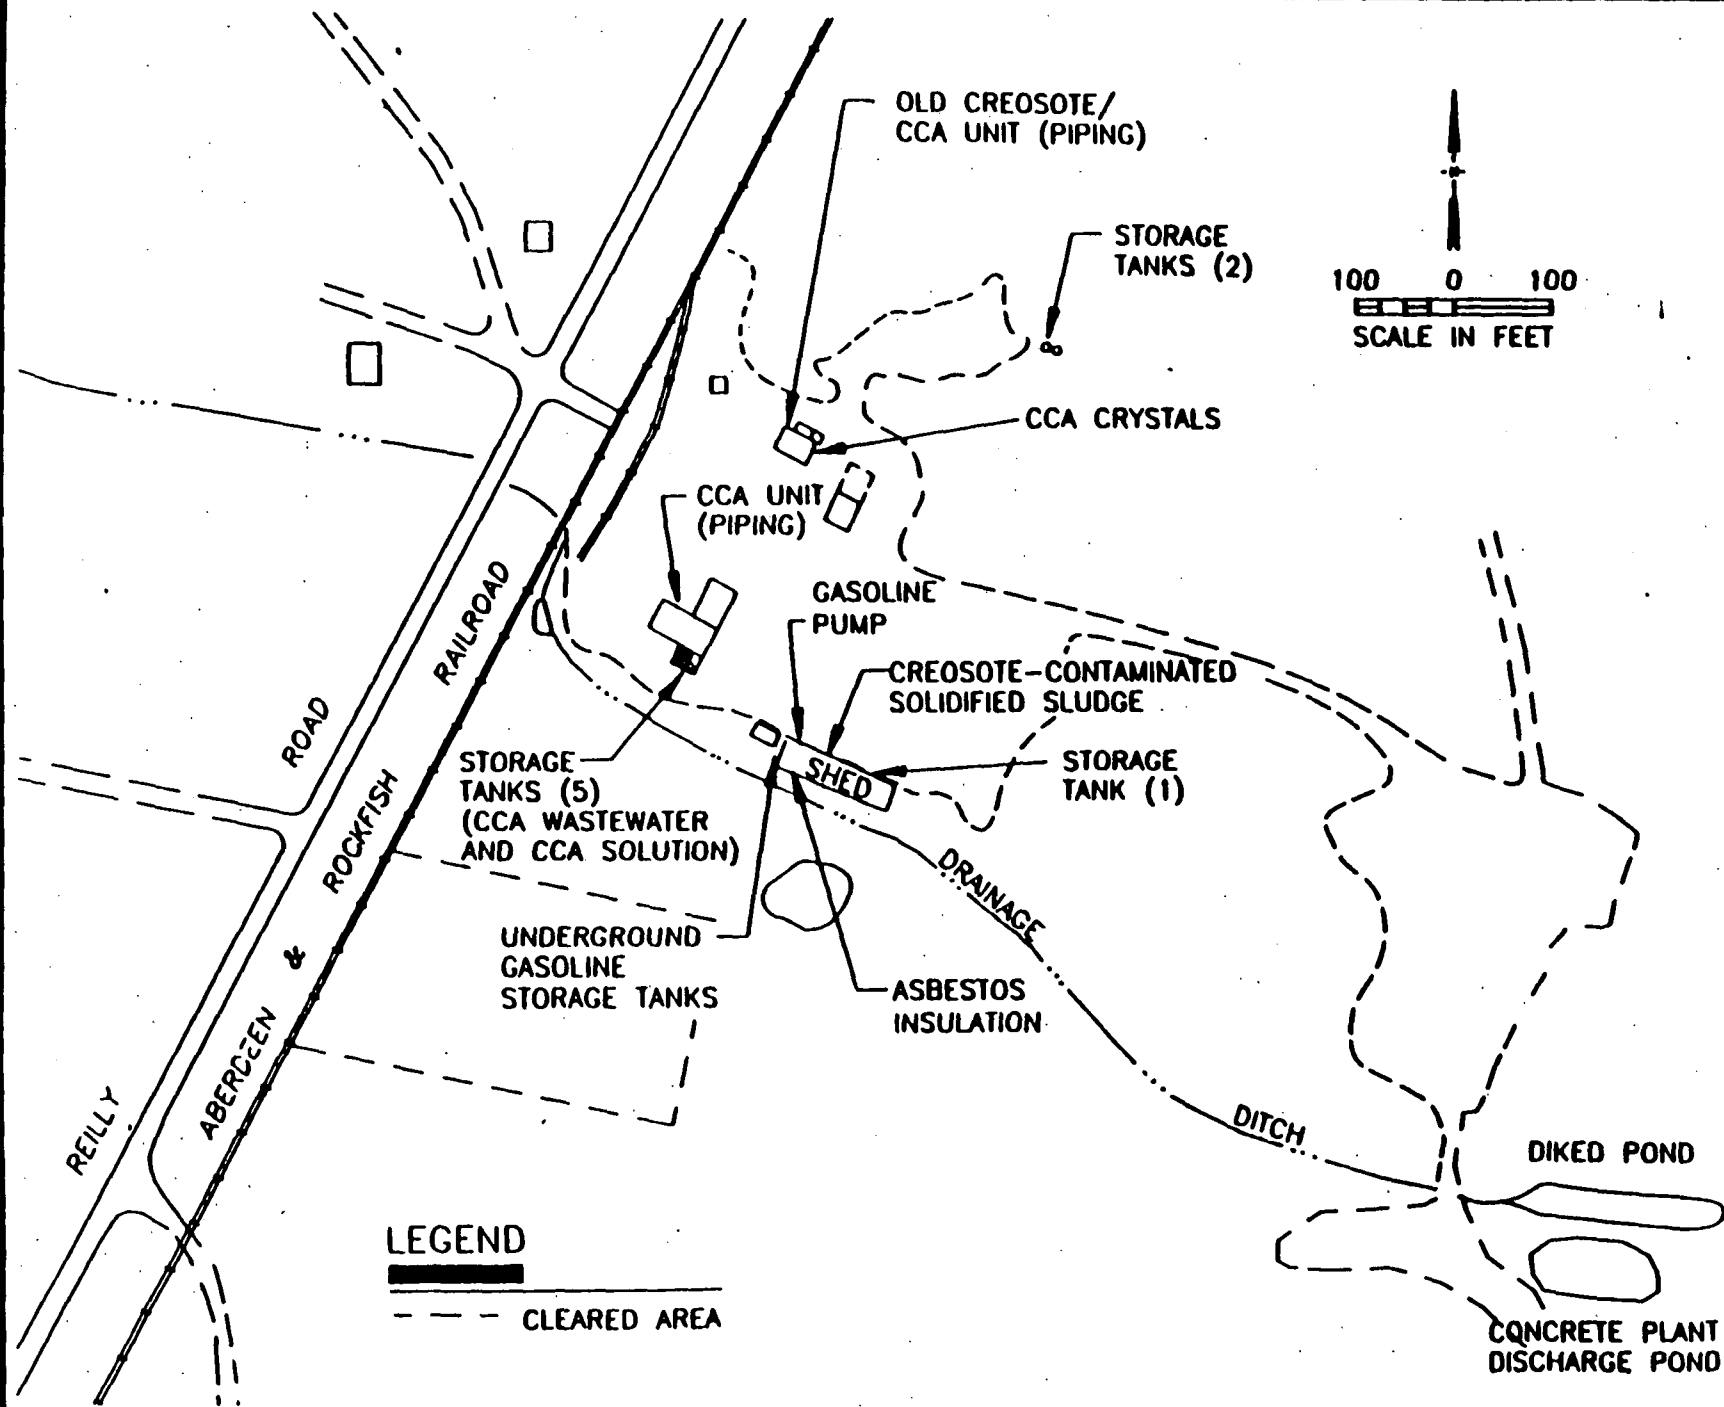 OLD CREOSOTE/
CCA UNIT (PIPING)
STORAGE
TANKS (2)
100 0 100
SCALE IN FEET
CCA CRYSTALS
CCA UNIT
(PIPING)
GASOLINE
PUMP
CREOSOTE-CONTAMINATED
SOLIDIFIED SLUDGE
STORAGE
TANK (1)
SHED
STORAGE
TANKS (5)
(CCA WASTEWATER
AND CCA SOLUTION)
UNDERGROUND
GASOLINE
STORAGE TANKS
ASBESTOS
INSULATION
DRAINAGE
DITCH
REILLY
ROAD
ABERDEEN
&
ROCKFISH
RAILROAD
DIKED POND
CONCRETE PLANT
DISCHARGE POND
LEGEND
CLEARED AREA